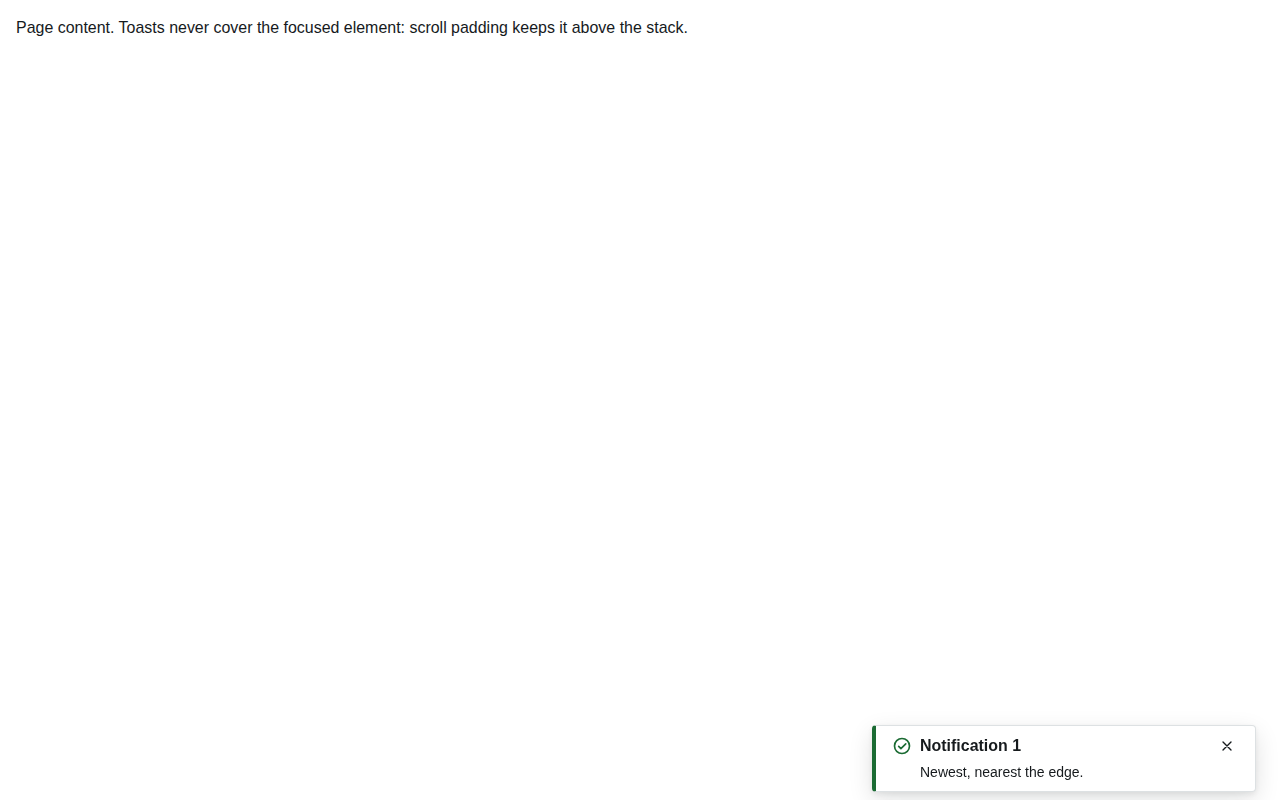 Page content. Toasts never cover the focused element: scroll padding keeps it above the stack.
Notification 1
Newest, nearest the edge.